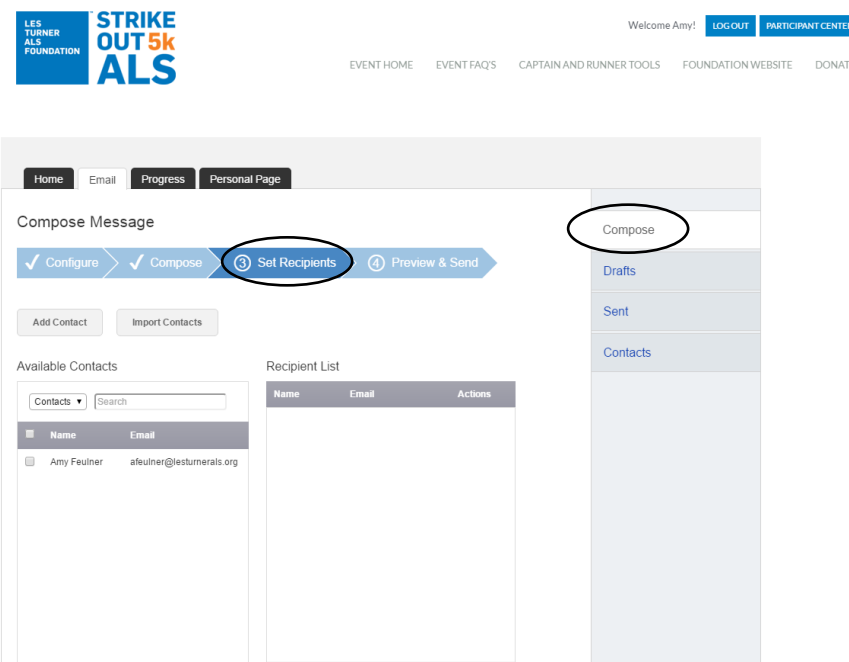 LES
TURNER
ALS
FOUNDATION
STRIKE
OUT 5k
ALS
Welcome Amy! LOG OUT PARTICIPANT CENTE
EVENT HOME EVENT FAQ'S CAPTAIN AND RUNNER TOOLS FOUNDATION WEBSITE DONAT
Home Email Progress Personal Page
Compose Message
Configure Compose 3 Set Recipients 4 Preview & Send
Add Contact Import Contacts
Available Contacts
Contacts Search
Name Email
Amy Feulner afeulner@lesturnerals.org
Recipient List
Name Email Actions
Compose
Drafts
Sent
Contacts